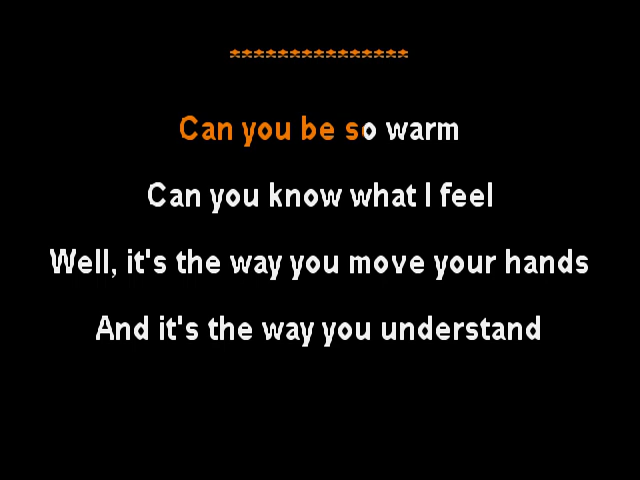 ***************
Can you be so warm
Can you know what I feel
Well, it's the way you move your hands
And it's the way you understand